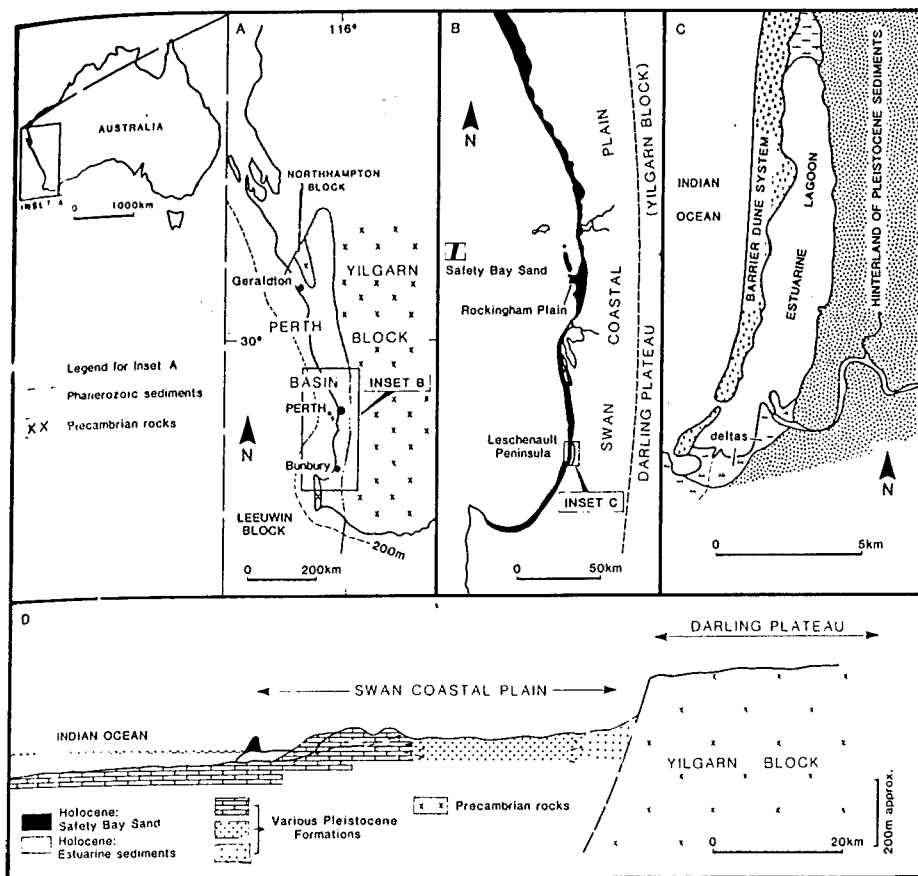 AUSTRALIA
INSET A
0 1000km
Legend for Inset A
Phanerozoic sediments
XX Precambrian rocks
A
116°
NORTHHAMPTON
BLOCK
Geraldton
YILGARN
PERTH
30°
BLOCK
BASIN
INSET B
PERTH
N
Bunbury
LEEUWIN
BLOCK
200m
0 200km
B
N
PLAIN
(YILGARN BLOCK)
Safety Bay Sand
Rockingham Plain
COASTAL
SWAN
DARLING PLATEAU
Leschenault
Peninsula
INSET C
0 50km
C
INDIAN
OCEAN
BARRIER DUNE SYSTEM
LAGOON
ESTUARINE
HINTERLAND OF PLEISTOCENE SEDIMENTS
deltas
N
0 5km
D
DARLING PLATEAU
SWAN COASTAL PLAIN
INDIAN OCEAN
YILGARN BLOCK
200m approx.
Holocene:
Safety Bay Sand
Holocene:
Estuarine sediments
Various Pleistocene
Formations
x x Precambrian rocks
0 20km